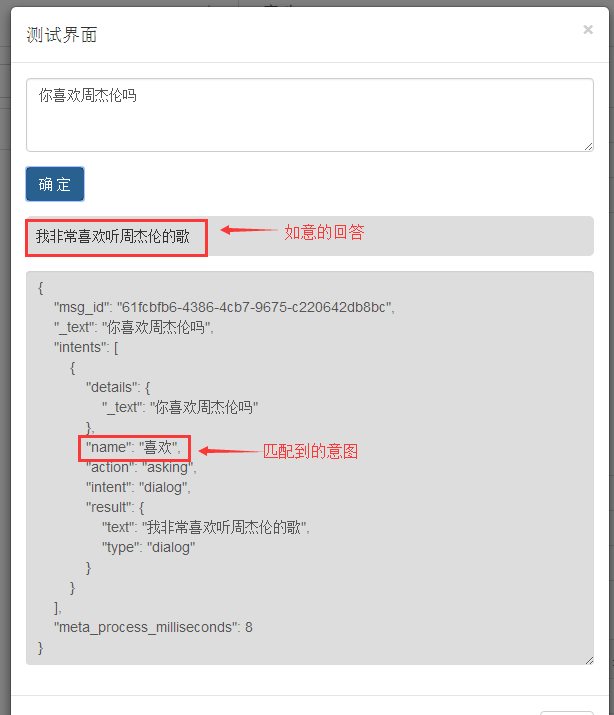 测试界面
×
你喜欢周杰伦吗
确 定
我非常喜欢听周杰伦的歌
如意的回答
{
"msg_id": "61fcbfb6-4386-4cb7-9675-c220642db8bc",
"_text": "你喜欢周杰伦吗",
"intents": [
{
"details": {
"_text": "你喜欢周杰伦吗"
},
"name": "喜欢",
匹配到的意图
"action": "asking",
"intent": "dialog",
"result": {
"text": "我非常喜欢听周杰伦的歌",
"type": "dialog"
}
}
],
"meta_process_milliseconds": 8
}